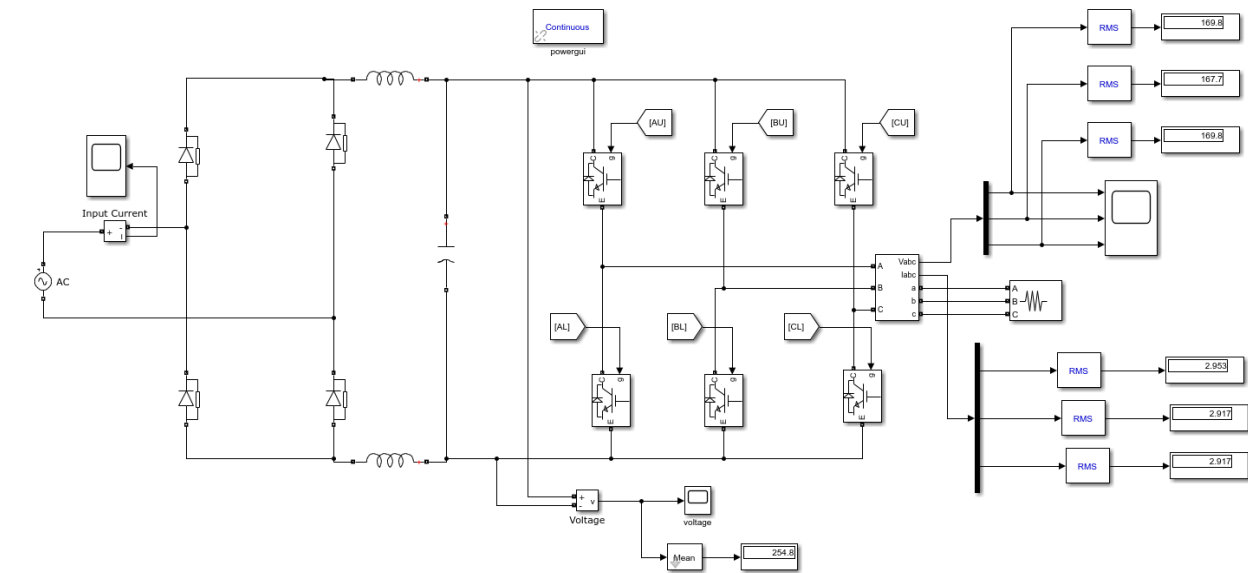 Continuous
powergui
RMS
169.8
RMS
167.7
RMS
169.8
[AU]
[BU]
[CU]
C
g
E
C
g
E
C
g
E
Input Current
+
-
i
AC
+
A
B
C
Vabc
Iabc
a
b
c
A
B
C
[AL]
[BL]
[CL]
C
g
E
C
g
E
C
g
E
RMS
2.953
RMS
2.917
RMS
2.917
+
-
v
Voltage
voltage
Mean
254.8